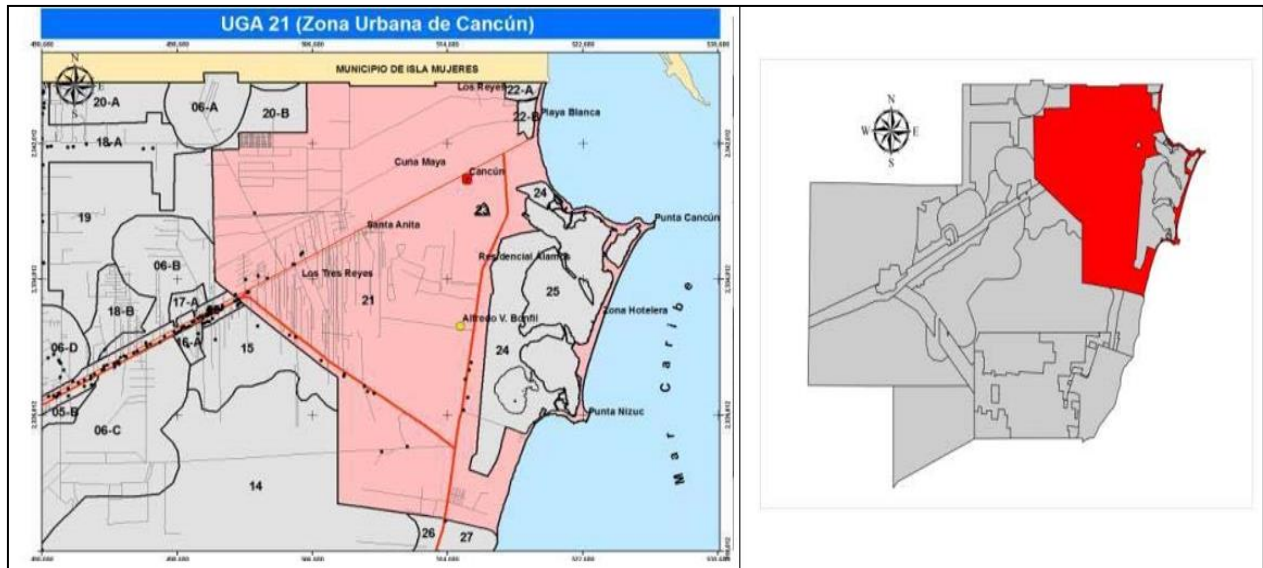 UGA 21 (Zona Urbana de Cancún)
MUNICIPIO DE ISLA MUJERES
N
E
S
20-A
06-A
20-B
Los Reyes
22-A
22-B
Playa Blanca
18-A
Cuna Maya
Cancún
23
24
19
Santa Anita
Punta Cancún
06-B
Residencial Álamos
Los Tres Reyes
17-A
21
25
18-B
Zona Hotelera
Alfredo V. Bonfil
16-A
15
24
06-D
05-B
Punta Nizuc
06-C
Mar Caribe
14
26
27
N
W
E
S